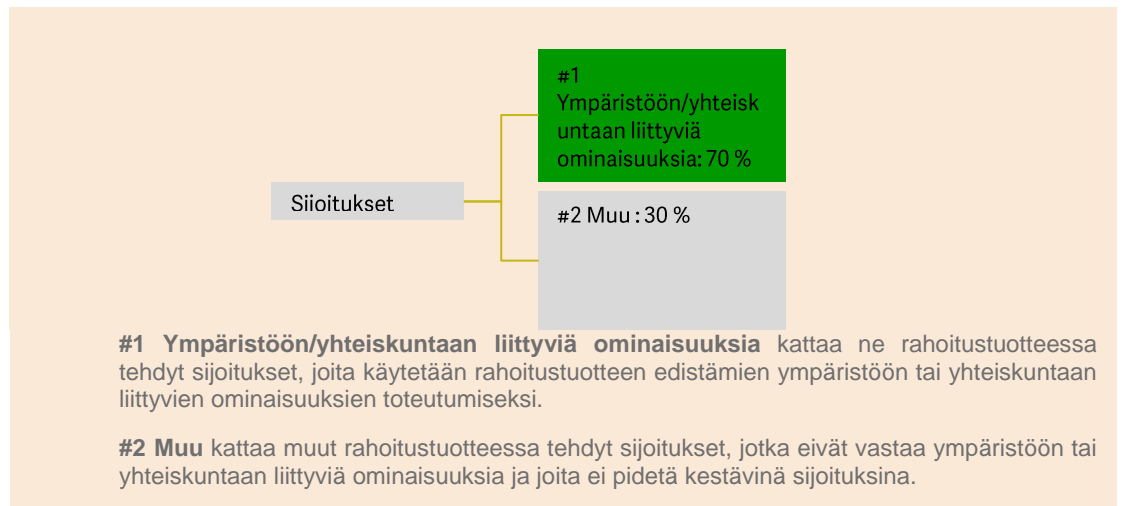 #1
Ympäristöön/yhteisk
untaan liittyviä
ominaisuuksia: 70 %
Sijoitukset
#2 Muu : 30 %
#1 Ympäristöön/yhteiskuntaan liittyviä ominaisuuksia kattaa ne rahoitustuotteessa
tehdyt sijoitukset, joita käytetään rahoitustuotteen edistämien ympäristöön tai yhteiskuntaan
liittyvien ominaisuuksien toteutumiseksi.
#2 Muu kattaa muut rahoitustuotteessa tehdyt sijoitukset, jotka eivät vastaa ympäristöön tai
yhteiskuntaan liittyviä ominaisuuksia ja joita ei pidetä kestävinä sijoituksina.